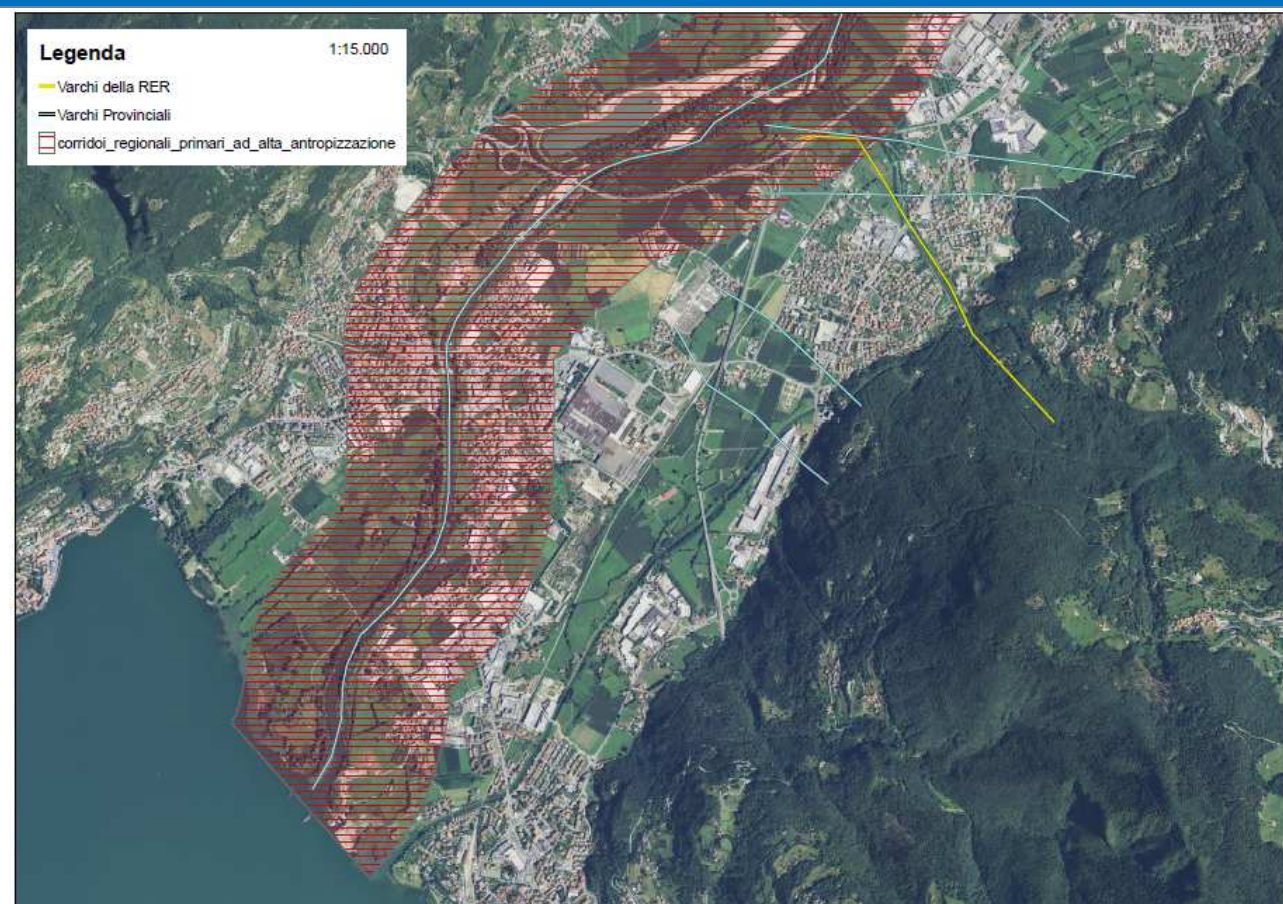 Legenda 1:15.000
Varchi della RER
Varchi Provinciali
corridoi_regionali_primari_ad_alta_antropizzazione